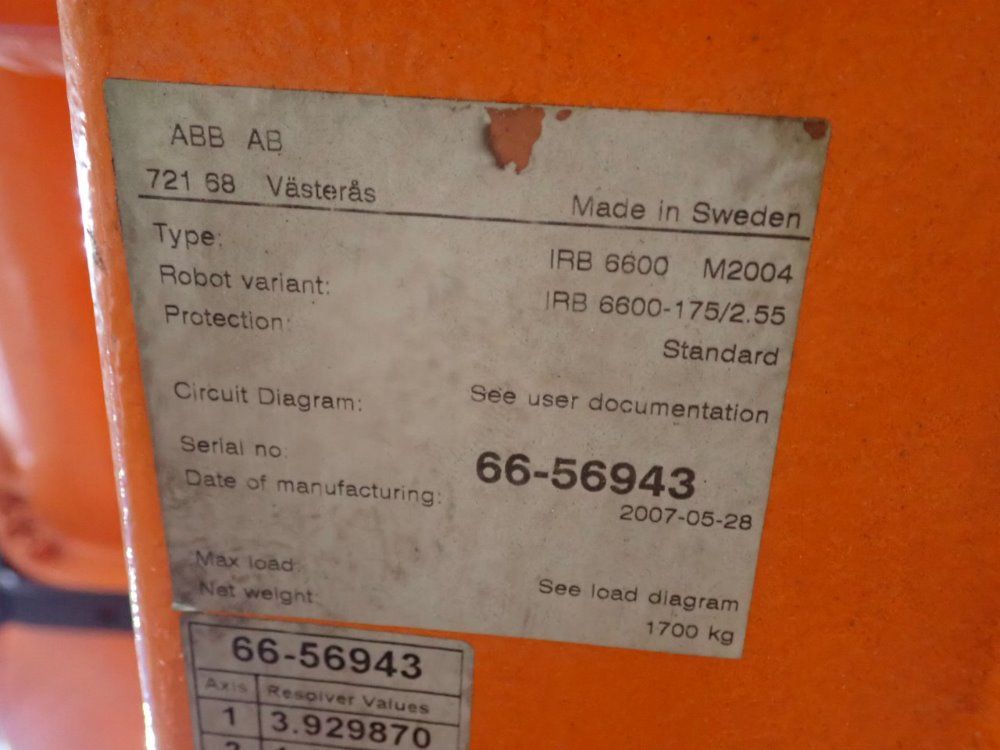 ABB AB
721 68 Västerås Made in Sweden
Type: IRB 6600 M2004
Robot variant: IRB 6600-175/2.55
Protection: Standard
Circuit Diagram: See user documentation
Serial no: 66-56943
Date of manufacturing: 2007-05-28
Max load: See load diagram
Net weight: 1700 kg
66-56943
Axis Resolver Values
1 3.929870